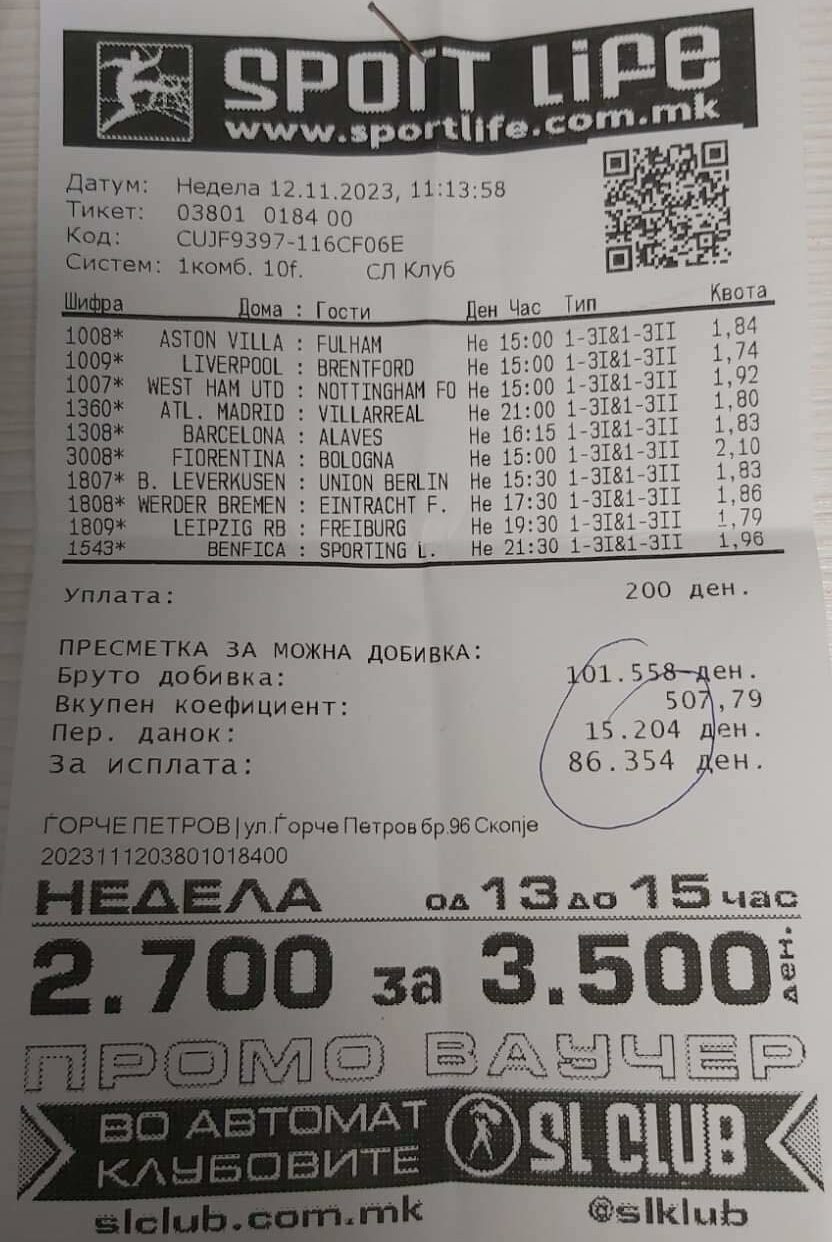 SPORT LIFE
www.sportlife.com.mk
Датум: Недела 12.11.2023, 11:13:58
Тикет: 03801 0184 00
Код: CUJF9397-116CF06E
Систем: 1комб. 10f. СЛ Клуб
Шифра Дома : Гости Ден Час Тип Квота
1008* ASTON VILLA : FULHAM Не 15:00 1-3I&1-3II 1,84
1009* LIVERPOOL : BRENTFORD Не 15:00 1-3I&1-3II 1,74
1007* WEST HAM UTD : NOTTINGHAM FO Не 15:00 1-3I&1-3II 1,92
1360* ATL. MADRID : VILLARREAL Не 21:00 1-3I&1-3II 1,80
1308* BARCELONA : ALAVES Не 16:15 1-3I&1-3II 1,83
3008* FIORENTINA : BOLOGNA Не 15:00 1-3I&1-3II 2,10
1807* B. LEVERKUSEN : UNION BERLIN Не 15:30 1-3I&1-3II 1,83
1808* WERDER BREMEN : EINTRACHT F. Не 17:30 1-3I&1-3II 1,86
1809* LEIPZIG RB : FREIBURG Не 19:30 1-3I&1-3II 1,79
1543* BENFICA : SPORTING L. Не 21:30 1-3I&1-3II 1,96
Уплата: 200 ден.
ПРЕСМЕТКА ЗА МОЖНА ДОБИВКА:
Бруто добивка: 101.558 ден.
Вкупен коефициент: 507,79
Пер. данок: 15.204 ден.
За исплата: 86.354 ден.
ЃОРЧЕ ПЕТРОВ|ул.Ѓорче Петров бр.96 Скопје
2023111203801018400
НЕДЕЛА од 13 до 15 час
2.700 за 3.500 ден.
ПРОМО ВАУЧЕР
ВО АВТОМАТ
КЛУБОВИТЕ
SL CLUB
slclub.com.mk @slklub